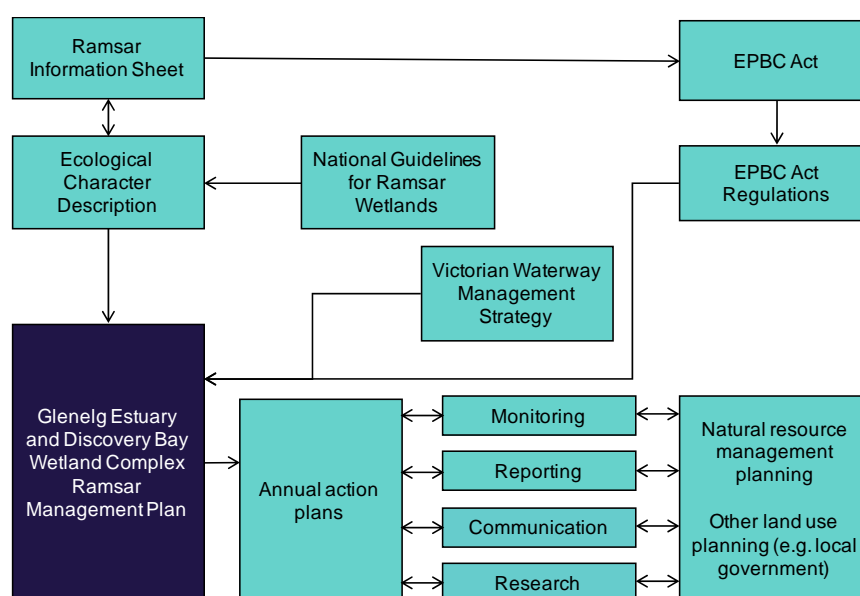 Ramsar
Information Sheet
EPBC Act
Ecological
Character
Description
National Guidelines
for Ramsar
Wetlands
EPBC Act
Regulations
Victorian Waterway
Management
Strategy
Glenelg Estuary
and Discovery Bay
Wetland Complex
Ramsar
Management Plan
Annual action
plans
Monitoring
Reporting
Communication
Research
Natural resource
management
planning
Other land use
planning (e.g. local
government)